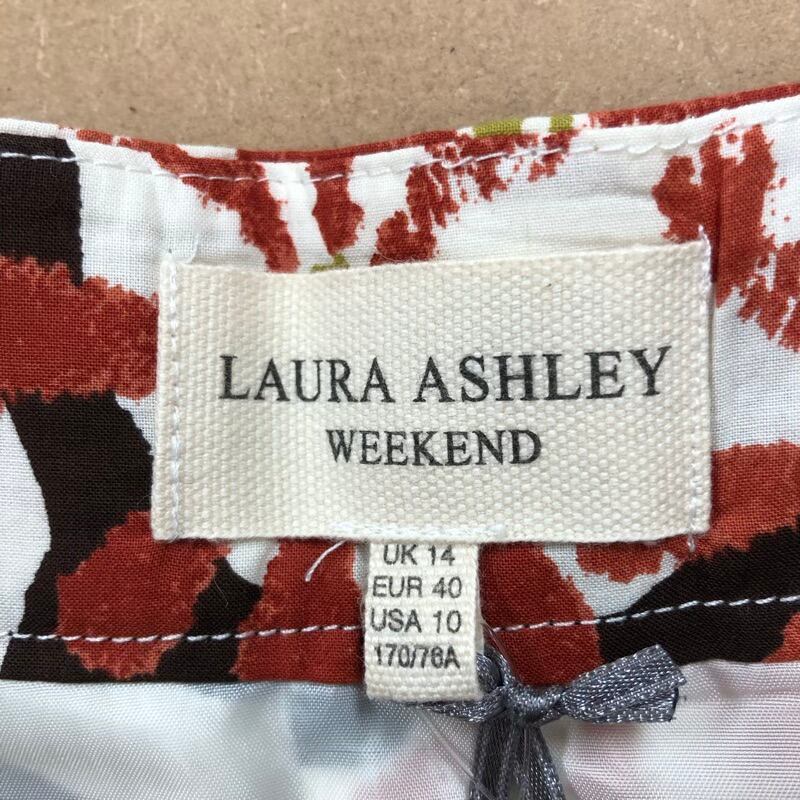 LAURA ASHLEY
WEEKEND
UK 14
EUR 40
USA 10
170/76A